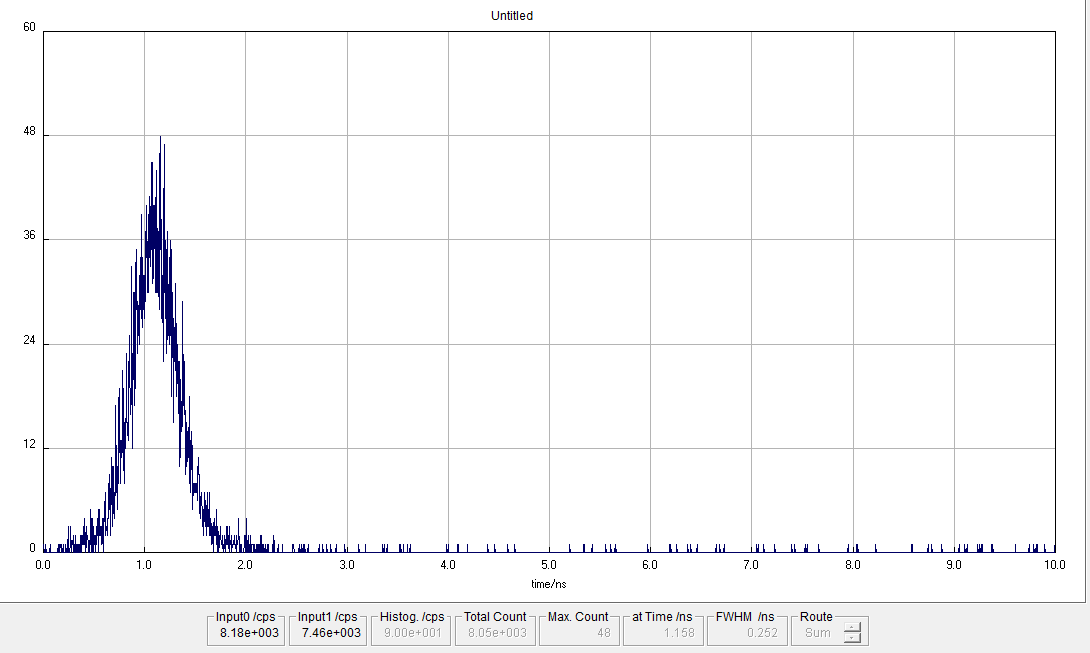 Untitled
60
48
36
24
12
0
0.0 1.0 2.0 3.0 4.0 5.0 6.0 7.0 8.0 9.0 10.0
time/ns
Input0 /cps Input1 /cps Histog. /cps Total Count Max. Count at Time /ns FWHM /ns Route
8.18e+003 7.46e+003 9.00e+001 8.05e+003 48 1.158 0.252 Sum